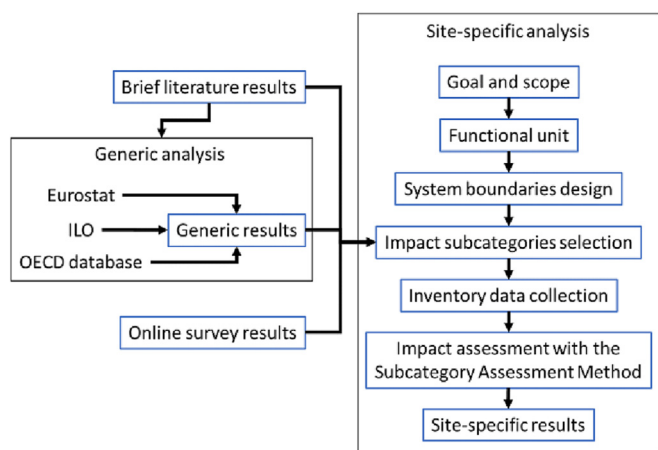 Brief literature results
Generic analysis
Eurostat
ILO
OECD database
Generic results
Online survey results
Site-specific analysis
Goal and scope
Functional unit
System boundaries design
Impact subcategories selection
Inventory data collection
Impact assessment with the
Subcategory Assessment Method
Site-specific results